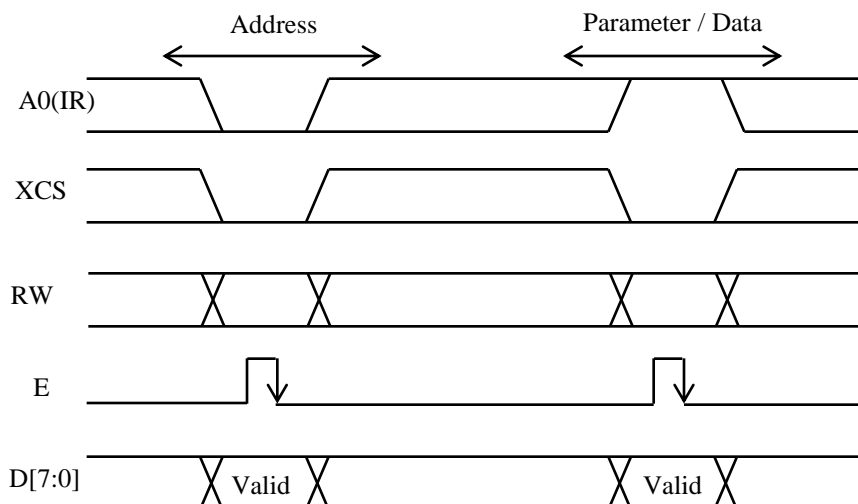 Address
Parameter / Data
A0(IR)
XCS
RW
E
D[7:0]
Valid
Valid